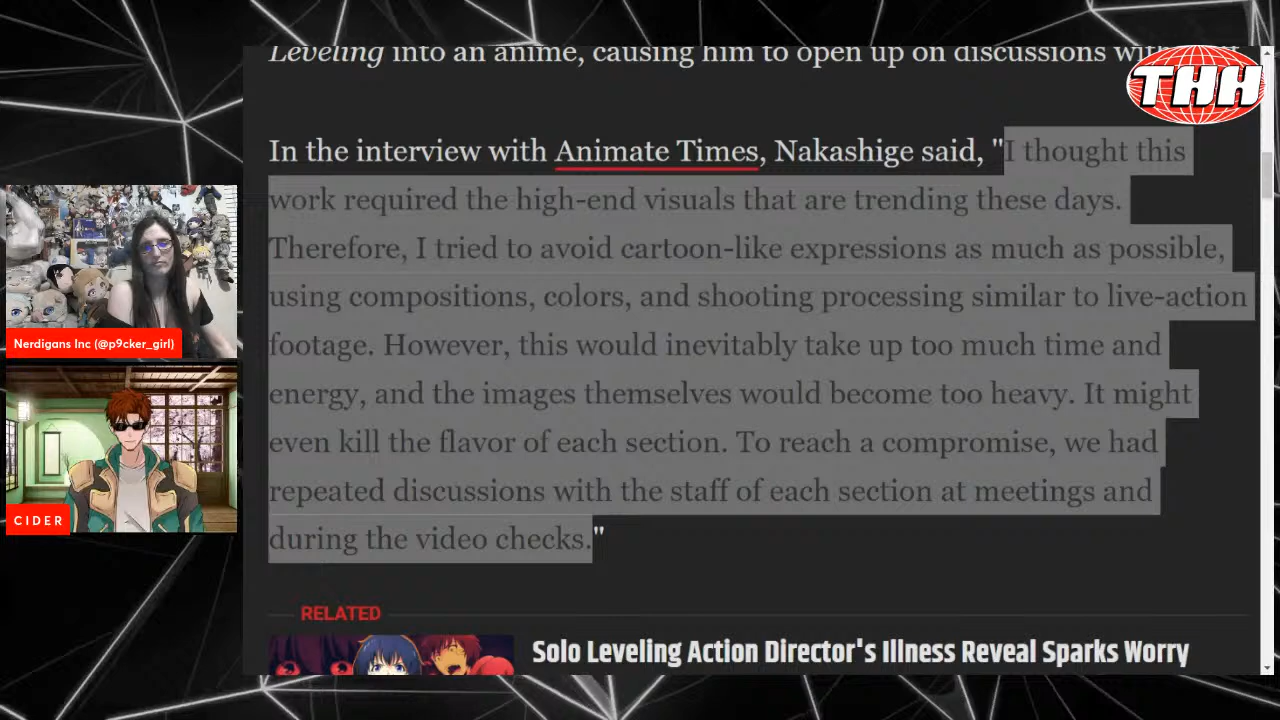 Leveling into an anime, causing him to open up on discussions with
THH
In the interview with Animate Times, Nakashige said, "I thought this
work required the high-end visuals that are trending these days.
Therefore, I tried to avoid cartoon-like expressions as much as possible,
using compositions, colors, and shooting processing similar to live-action
footage. However, this would inevitably take up too much time and
energy, and the images themselves would become too heavy. It might
even kill the flavor of each section. To reach a compromise, we had
repeated discussions with the staff of each section at meetings and
during the video checks."
Nerdigans Inc (@p9cker_girl)
CIDER
RELATED
Solo Leveling Action Director's Illness Reveal Sparks Worry